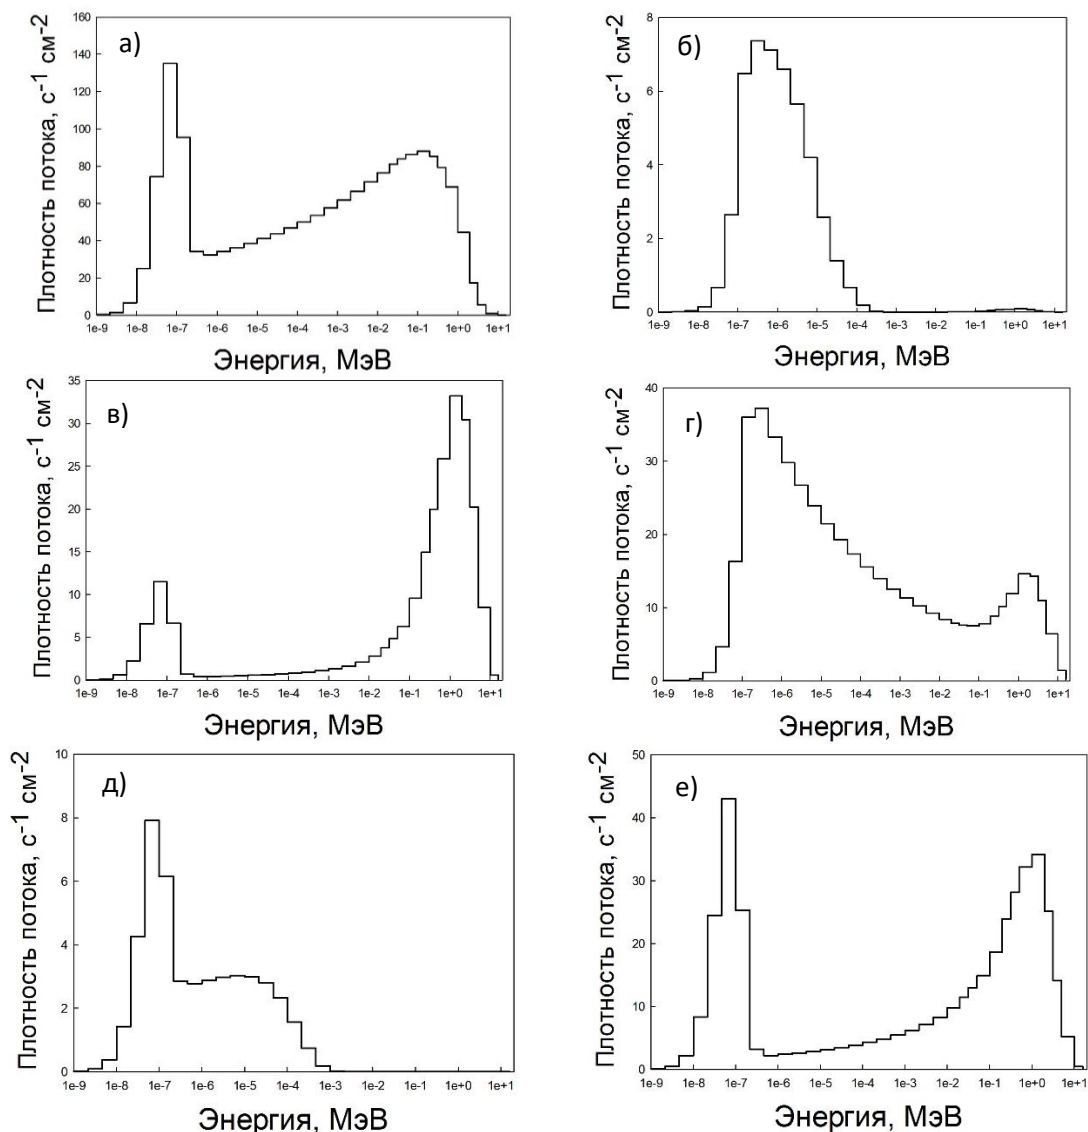 а)
Плотность потока, с-1 см-2
160
140
120
100
80
60
40
20
0
1e-9 1e-8 1e-7 1e-6 1e-5 1e-4 1e-3 1e-2 1e-1 1e+0 1e+1
Энергия, МэВ
б)
Плотность потока, с-1 см-2
8
6
4
2
0
1e-9 1e-8 1e-7 1e-6 1e-5 1e-4 1e-3 1e-2 1e-1 1e+0 1e+1
Энергия, МэВ
в)
Плотность потока, с-1 см-2
35
30
25
20
15
10
5
0
1e-9 1e-8 1e-7 1e-6 1e-5 1e-4 1e-3 1e-2 1e-1 1e+0 1e+1
Энергия, МэВ
г)
Плотность потока, с-1 см-2
40
30
20
10
0
1e-9 1e-8 1e-7 1e-6 1e-5 1e-4 1e-3 1e-2 1e-1 1e+0 1e+1
Энергия, МэВ
д)
Плотность потока, с-1 см-2
10
8
6
4
2
0
1e-9 1e-8 1e-7 1e-6 1e-5 1e-4 1e-3 1e-2 1e-1 1e+0 1e+1
Энергия, МэВ
е)
Плотность потока, с-1 см-2
50
40
30
20
10
0
1e-9 1e-8 1e-7 1e-6 1e-5 1e-4 1e-3 1e-2 1e-1 1e+0 1e+1
Энергия, МэВ